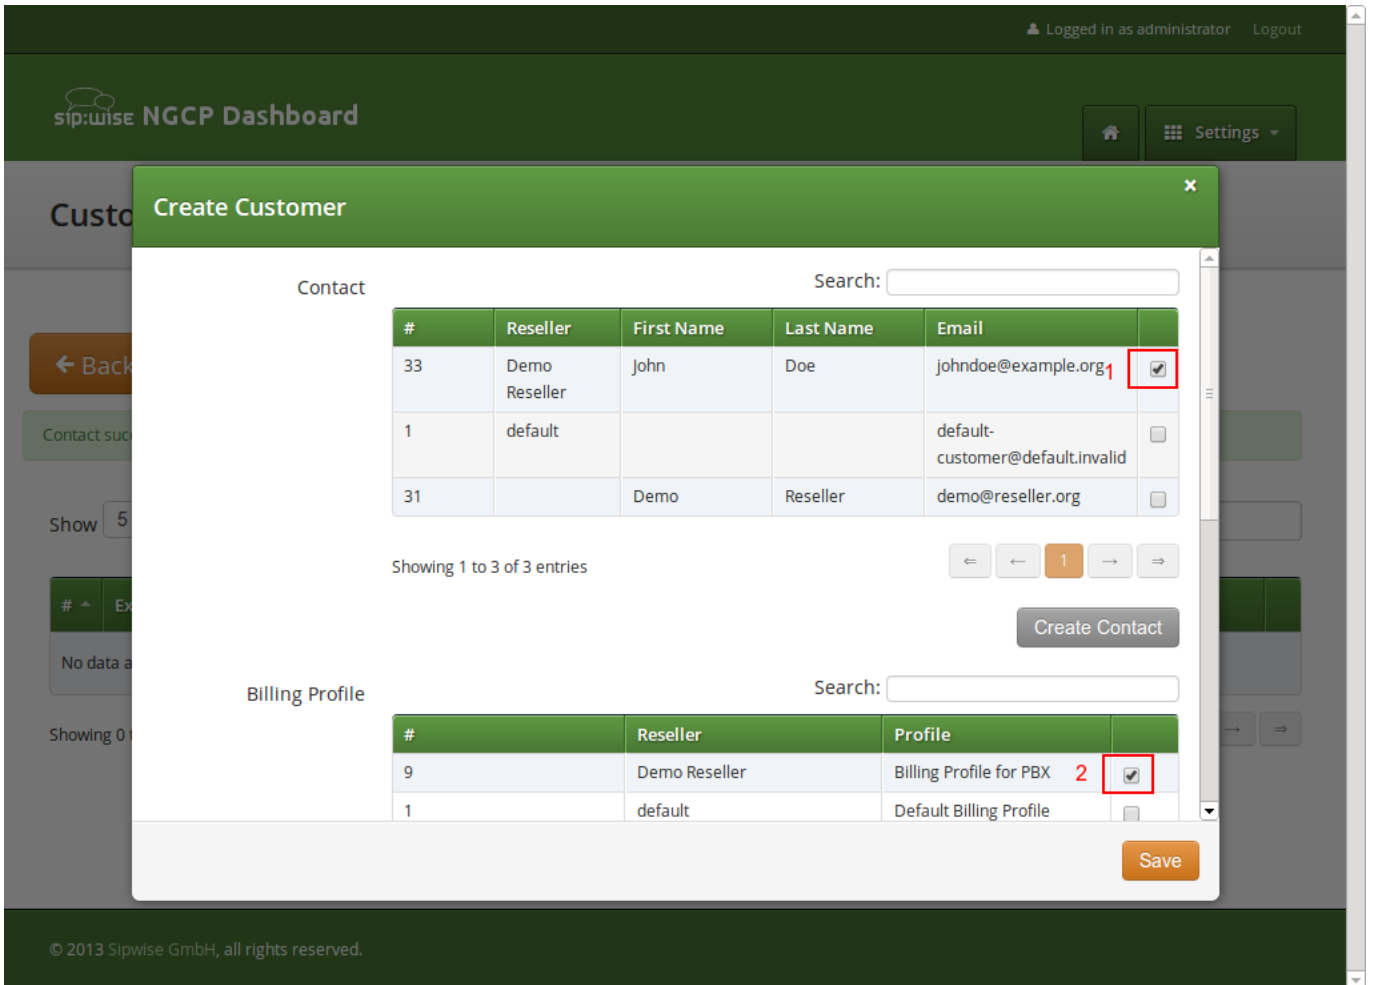 Logged in as administrator Logout
sip:wise NGCP Dashboard
Settings
Custo
Create Customer
×
Contact
Search:
# Reseller First Name Last Name Email
33 Demo Reseller John Doe johndoe@example.org 1
1 default default-customer@default.invalid
31 Demo Reseller demo@reseller.org
Showing 1 to 3 of 3 entries
⇐ ← 1 → ⇒
Create Contact
Billing Profile
Search:
# Reseller Profile
9 Demo Reseller Billing Profile for PBX 2
1 default Default Billing Profile
Save
← Back
Contact suc
Show 5
# Ex
No data a
Showing 0 t
→ ⇒
© 2013 Sipwise GmbH, all rights reserved.